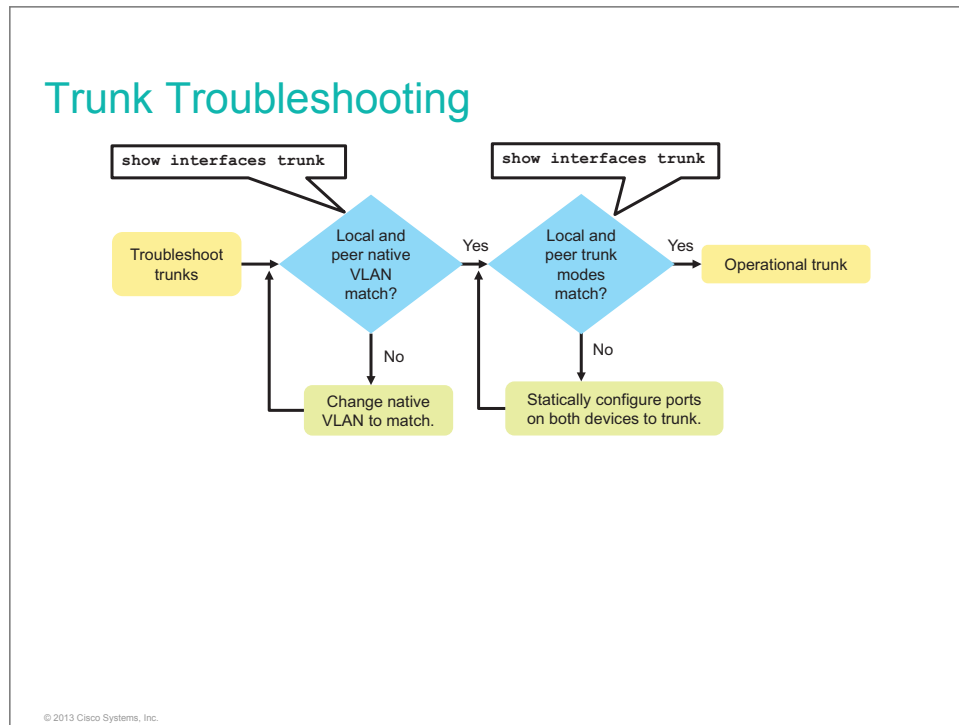 Trunk Troubleshooting
show interfaces trunk
show interfaces trunk
Troubleshoot
trunks
Local and
peer native
VLAN
match?
Yes
Local and
peer trunk
modes
match?
Yes
Operational trunk
No
No
Change native
VLAN to match.
Statically configure ports
on both devices to trunk.
© 2013 Cisco Systems, Inc.